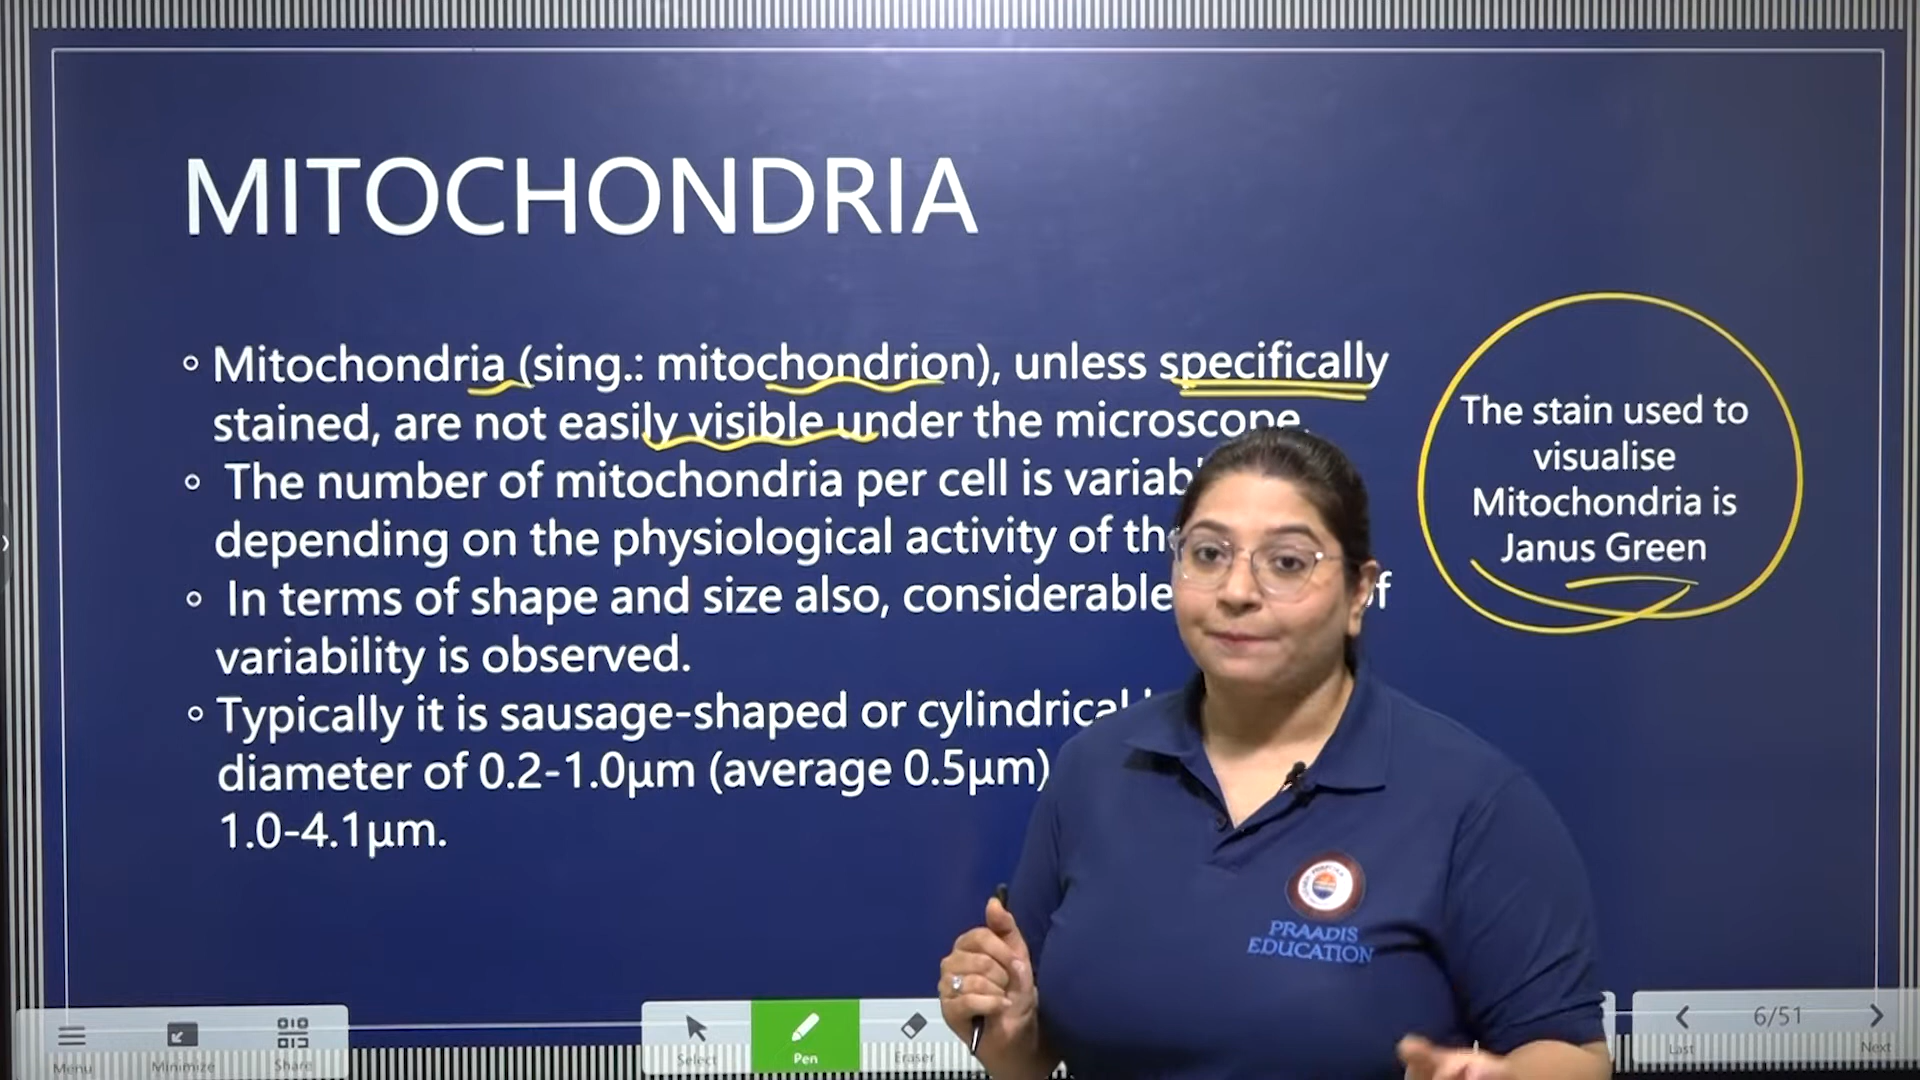 MITOCHONDRIA
Mitochondria (sing.: mitochondrion), unless specifically
stained, are not easily visible under the microscope.
The number of mitochondria per cell is
depending on the physiological activity of
In terms of shape and size also, considerable
variability is observed.
Typically it is sausage-shaped or cylindrical
diameter of 0.2-1.0µm (average 0.5µm)
1.0-4.1µm.
The stain used to
visualise
Mitochondria is
Janus Green
PRAADIS
EDUCATION
Menu
Minimize
Share
Select
Pen
Eraser
Last
6/51
Next